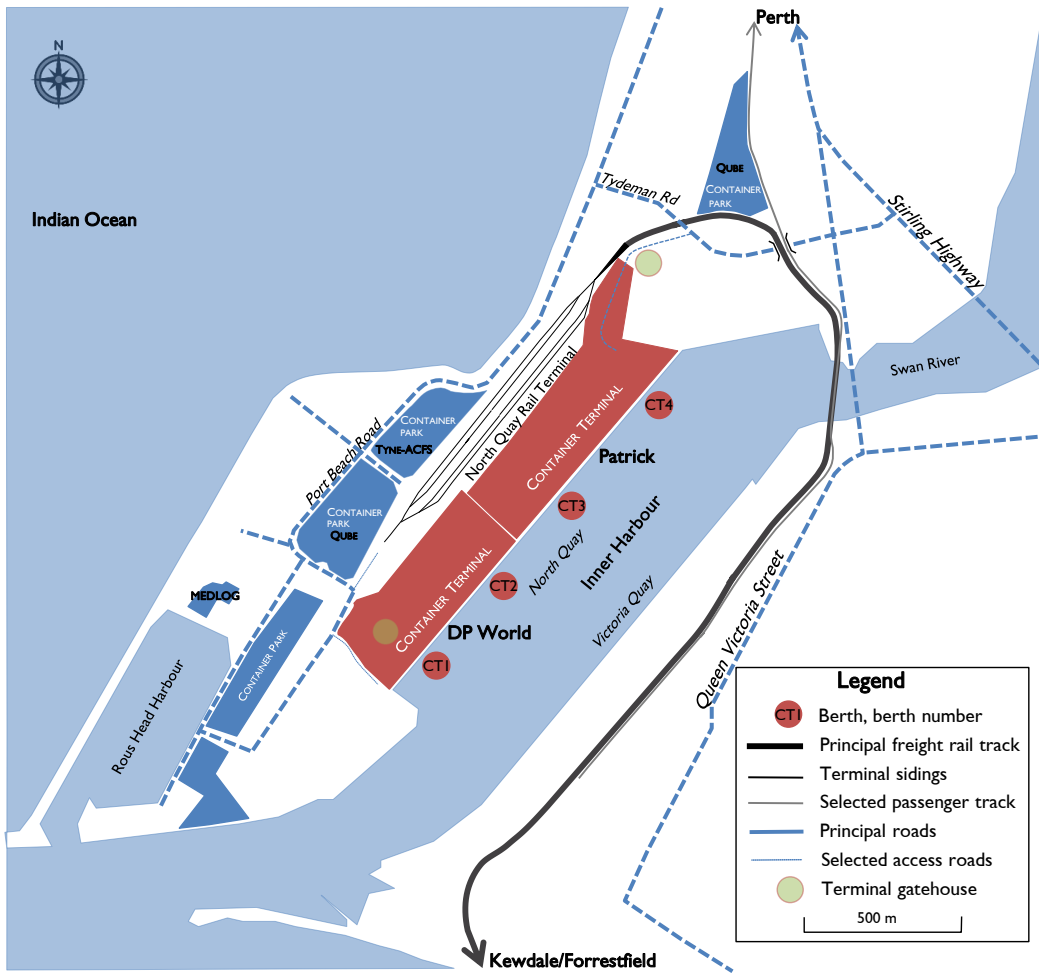 Perth
N
Tydeman Rd
QUBE
CONTAINER
PARK
Stirling Highway
Indian Ocean
Swan River
North Quay Rail Terminal
CONTAINER TERMINAL
CT4
Patrick
Port Beach Road
CONTAINER
PARK
TYNE-ACFS
CONTAINER
PARK
QUBE
CT3
North Quay
Inner Harbour
Victoria Quay
CT2
CONTAINER TERMINAL
DP World
CT1
MEDLOG
CONTAINER PARK
Rous Head Harbour
Queen Victoria Street
Kewdale/Forrestfield
Legend
CT1 Berth, berth number
Principal freight rail track
Terminal sidings
Selected passenger track
Principal roads
Selected access roads
Terminal gatehouse
500 m